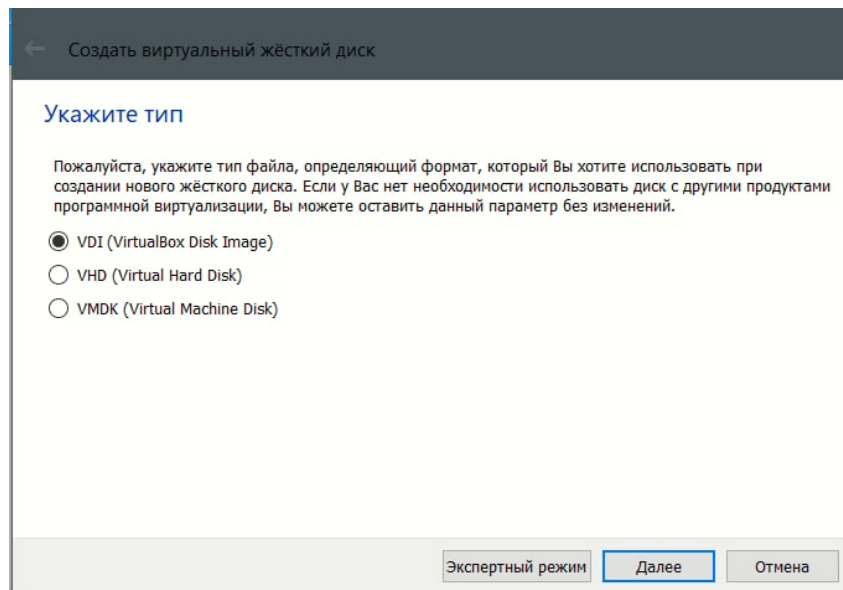 Создать виртуальный жёсткий диск
Укажите тип
Пожалуйста, укажите тип файла, определяющий формат, который Вы хотите использовать при
создании нового жёсткого диска. Если у Вас нет необходимости использовать диск с другими продуктами
программной виртуализации, Вы можете оставить данный параметр без изменений.
VDI (VirtualBox Disk Image)
VHD (Virtual Hard Disk)
VMDK (Virtual Machine Disk)
Экспертный режим Далее Отмена